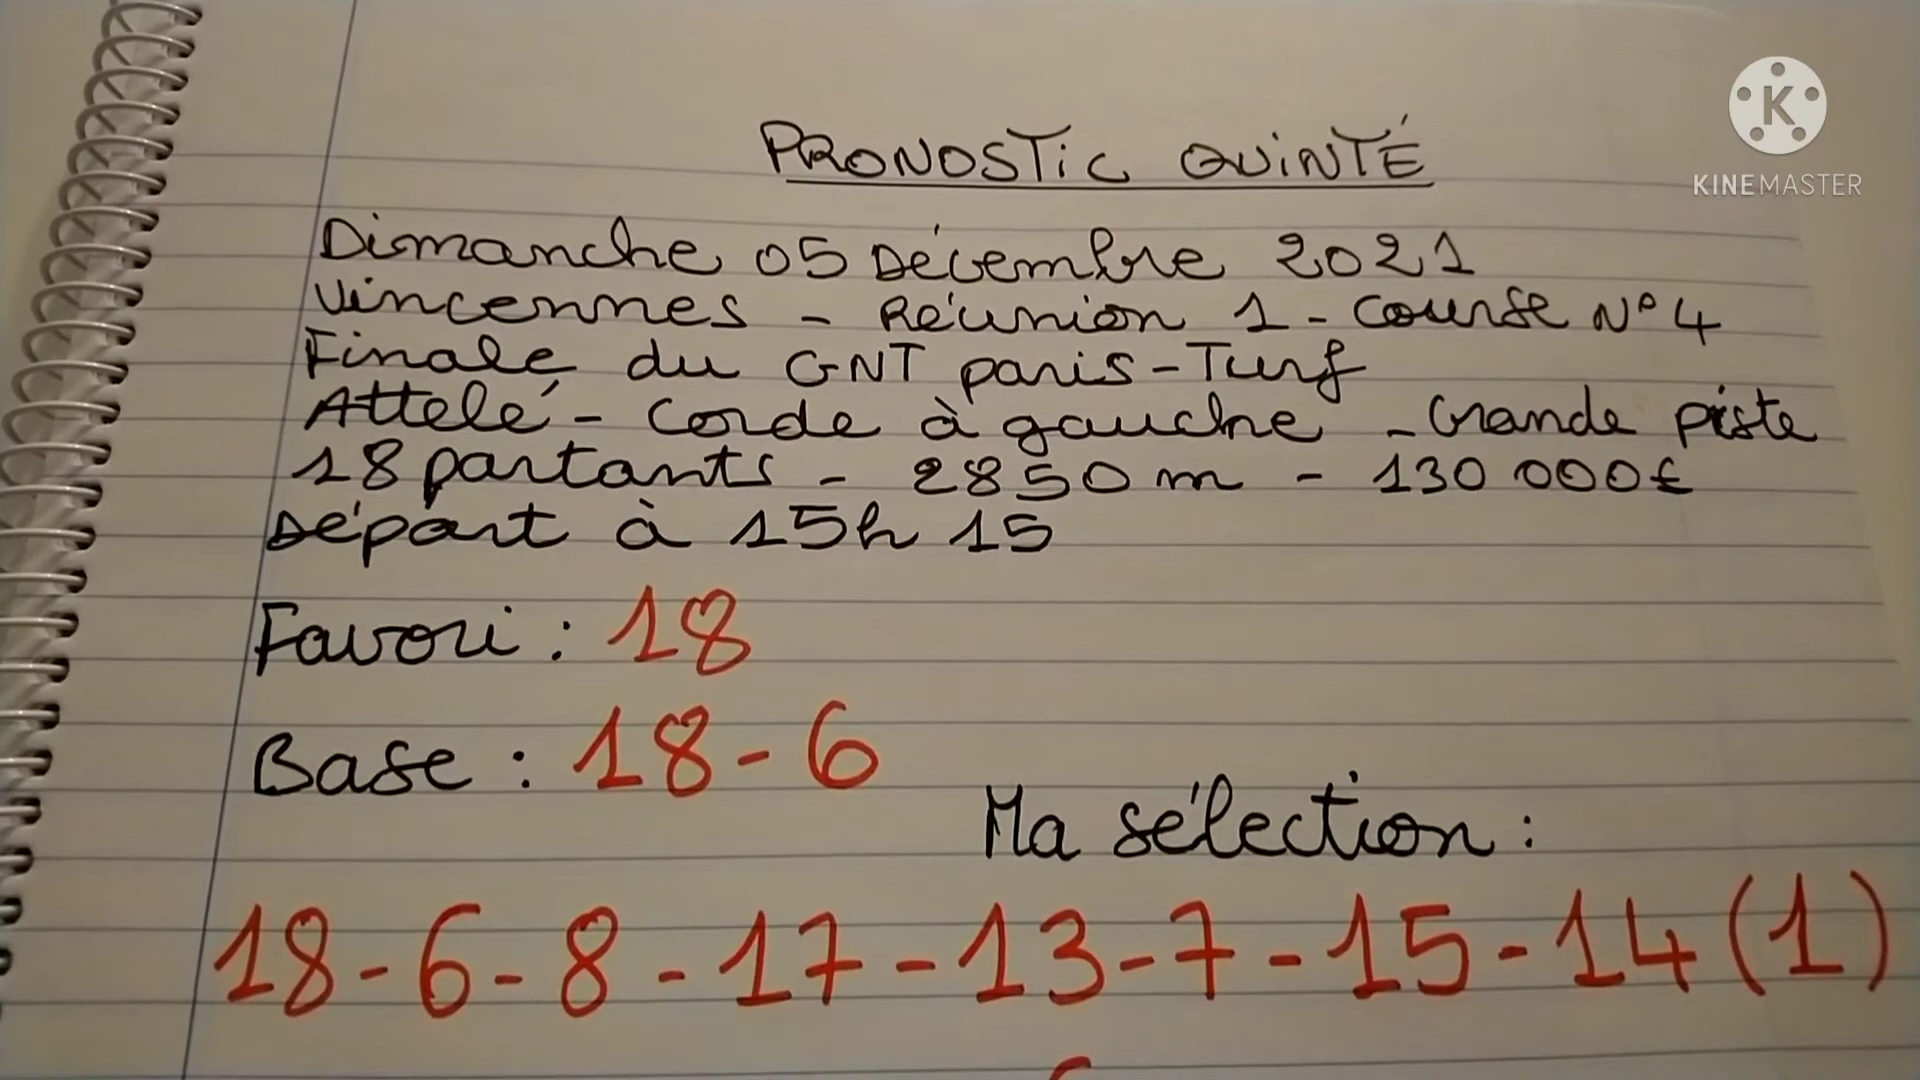 K
KINEMASTER
PRONOSTIC QUINTÉ
Dimanche 05 Décembre 2021
Vincennes - Réunion 1 - Course N° 4
Finale du GNT paris-Turf
Attelé - Corde à gauche - Grande piste
18 partants - 2850 m - 130 000€
Départ à 15h 15
Favori : 18
Base : 18 - 6
Ma sélection :
18 - 6 - 8 - 17 - 13 - 7 - 15 - 14 (1)